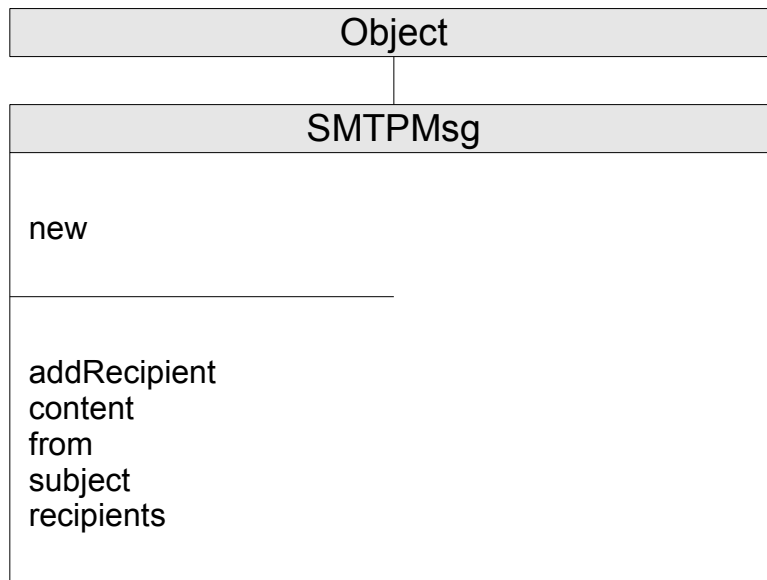 Object
SMTPMsg
new
addRecipient
content
from
subject
recipients